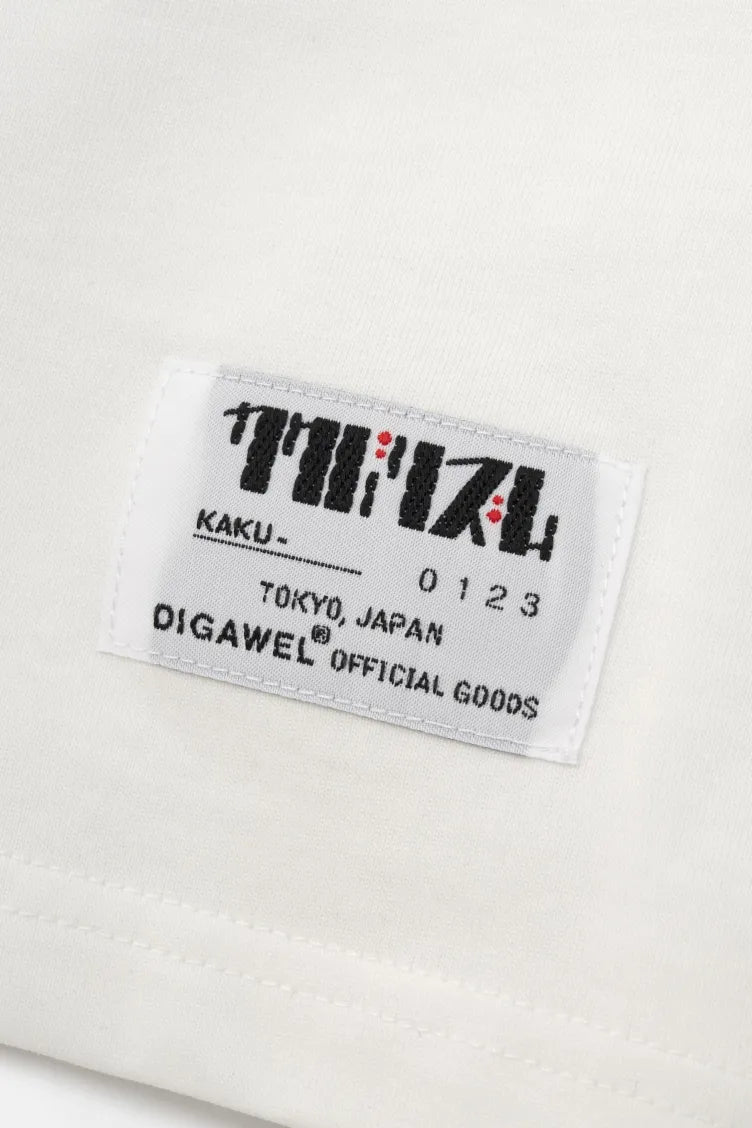 KAKU-
0 1 2 3
TOKYO, JAPAN
DIGAWEL® OFFICIAL GOODS